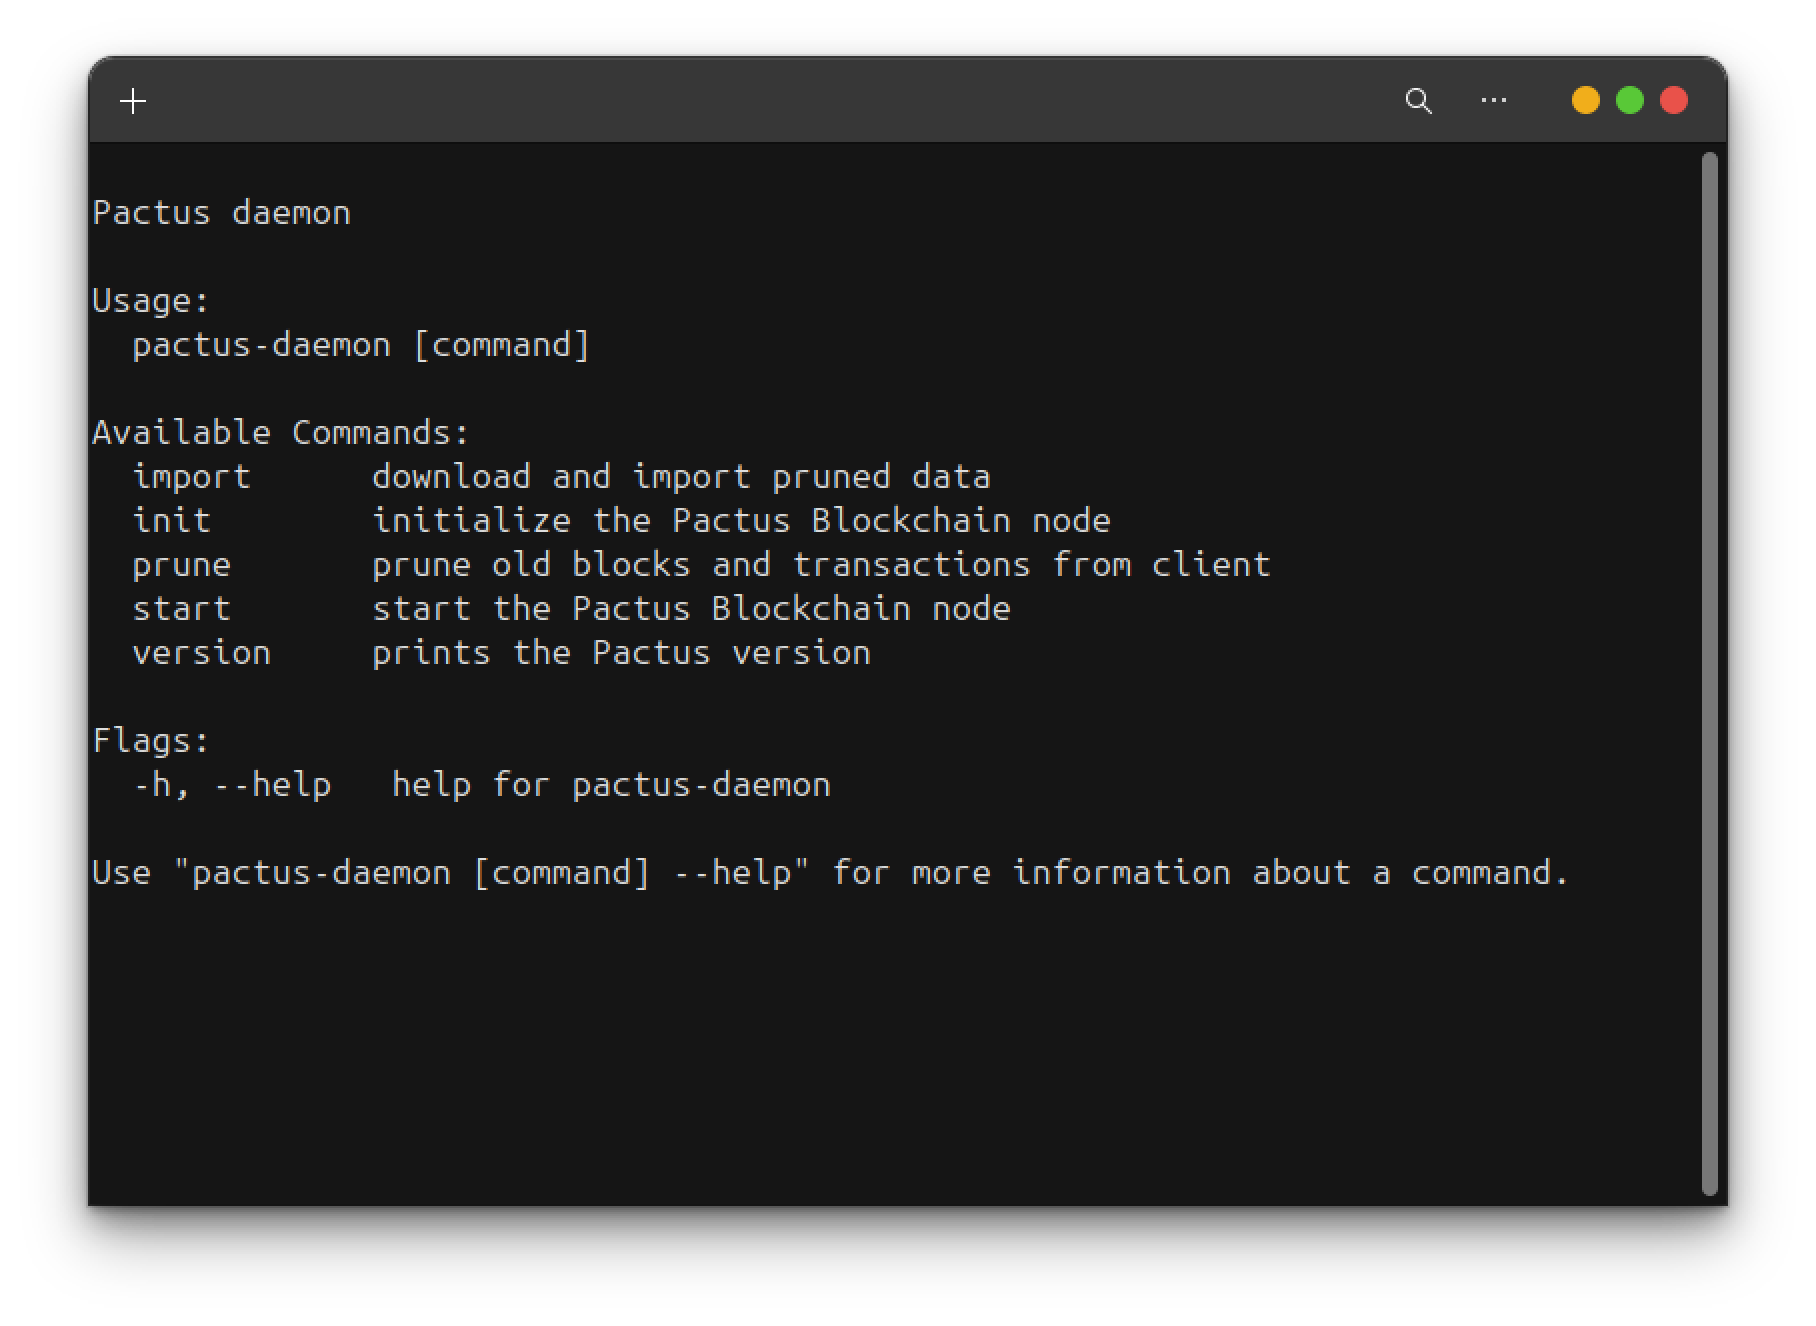 Pactus daemon
Usage:
pactus-daemon [command]
Available Commands:
import download and import pruned data
init initialize the Pactus Blockchain node
prune prune old blocks and transactions from client
start start the Pactus Blockchain node
version prints the Pactus version
Flags:
-h, --help help for pactus-daemon
Use "pactus-daemon [command] --help" for more information about a command.